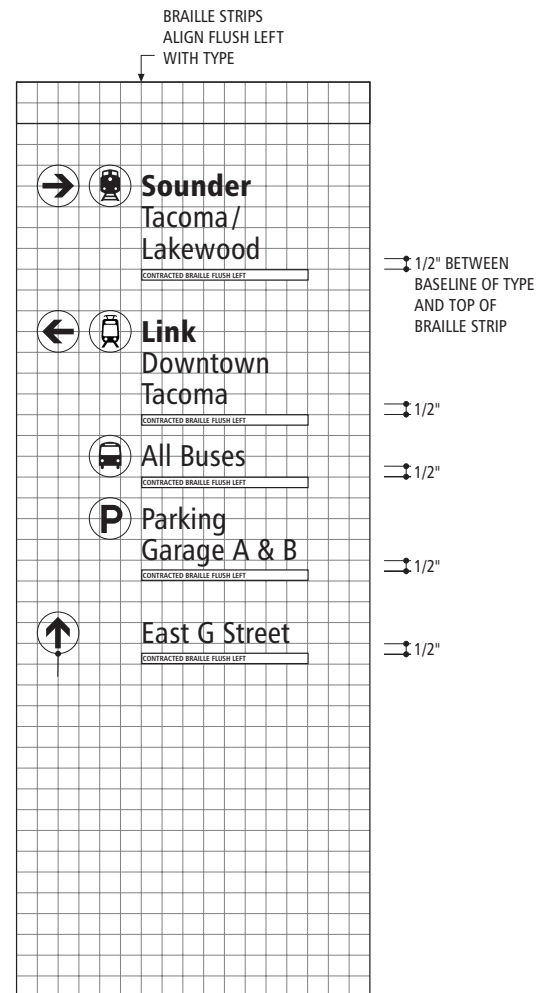 BRAILLE STRIPS
ALIGN FLUSH LEFT
WITH TYPE
Sounder
Tacoma/
Lakewood
CONTRACTED BRAILLE FLUSH LEFT
1/2" BETWEEN
BASELINE OF TYPE
AND TOP OF
BRAILLE STRIP
Link
Downtown
Tacoma
CONTRACTED BRAILLE FLUSH LEFT
1/2"
All Buses
CONTRACTED BRAILLE FLUSH LEFT
1/2"
P Parking
Garage A & B
CONTRACTED BRAILLE FLUSH LEFT
1/2"
East G Street
CONTRACTED BRAILLE FLUSH LEFT
1/2"